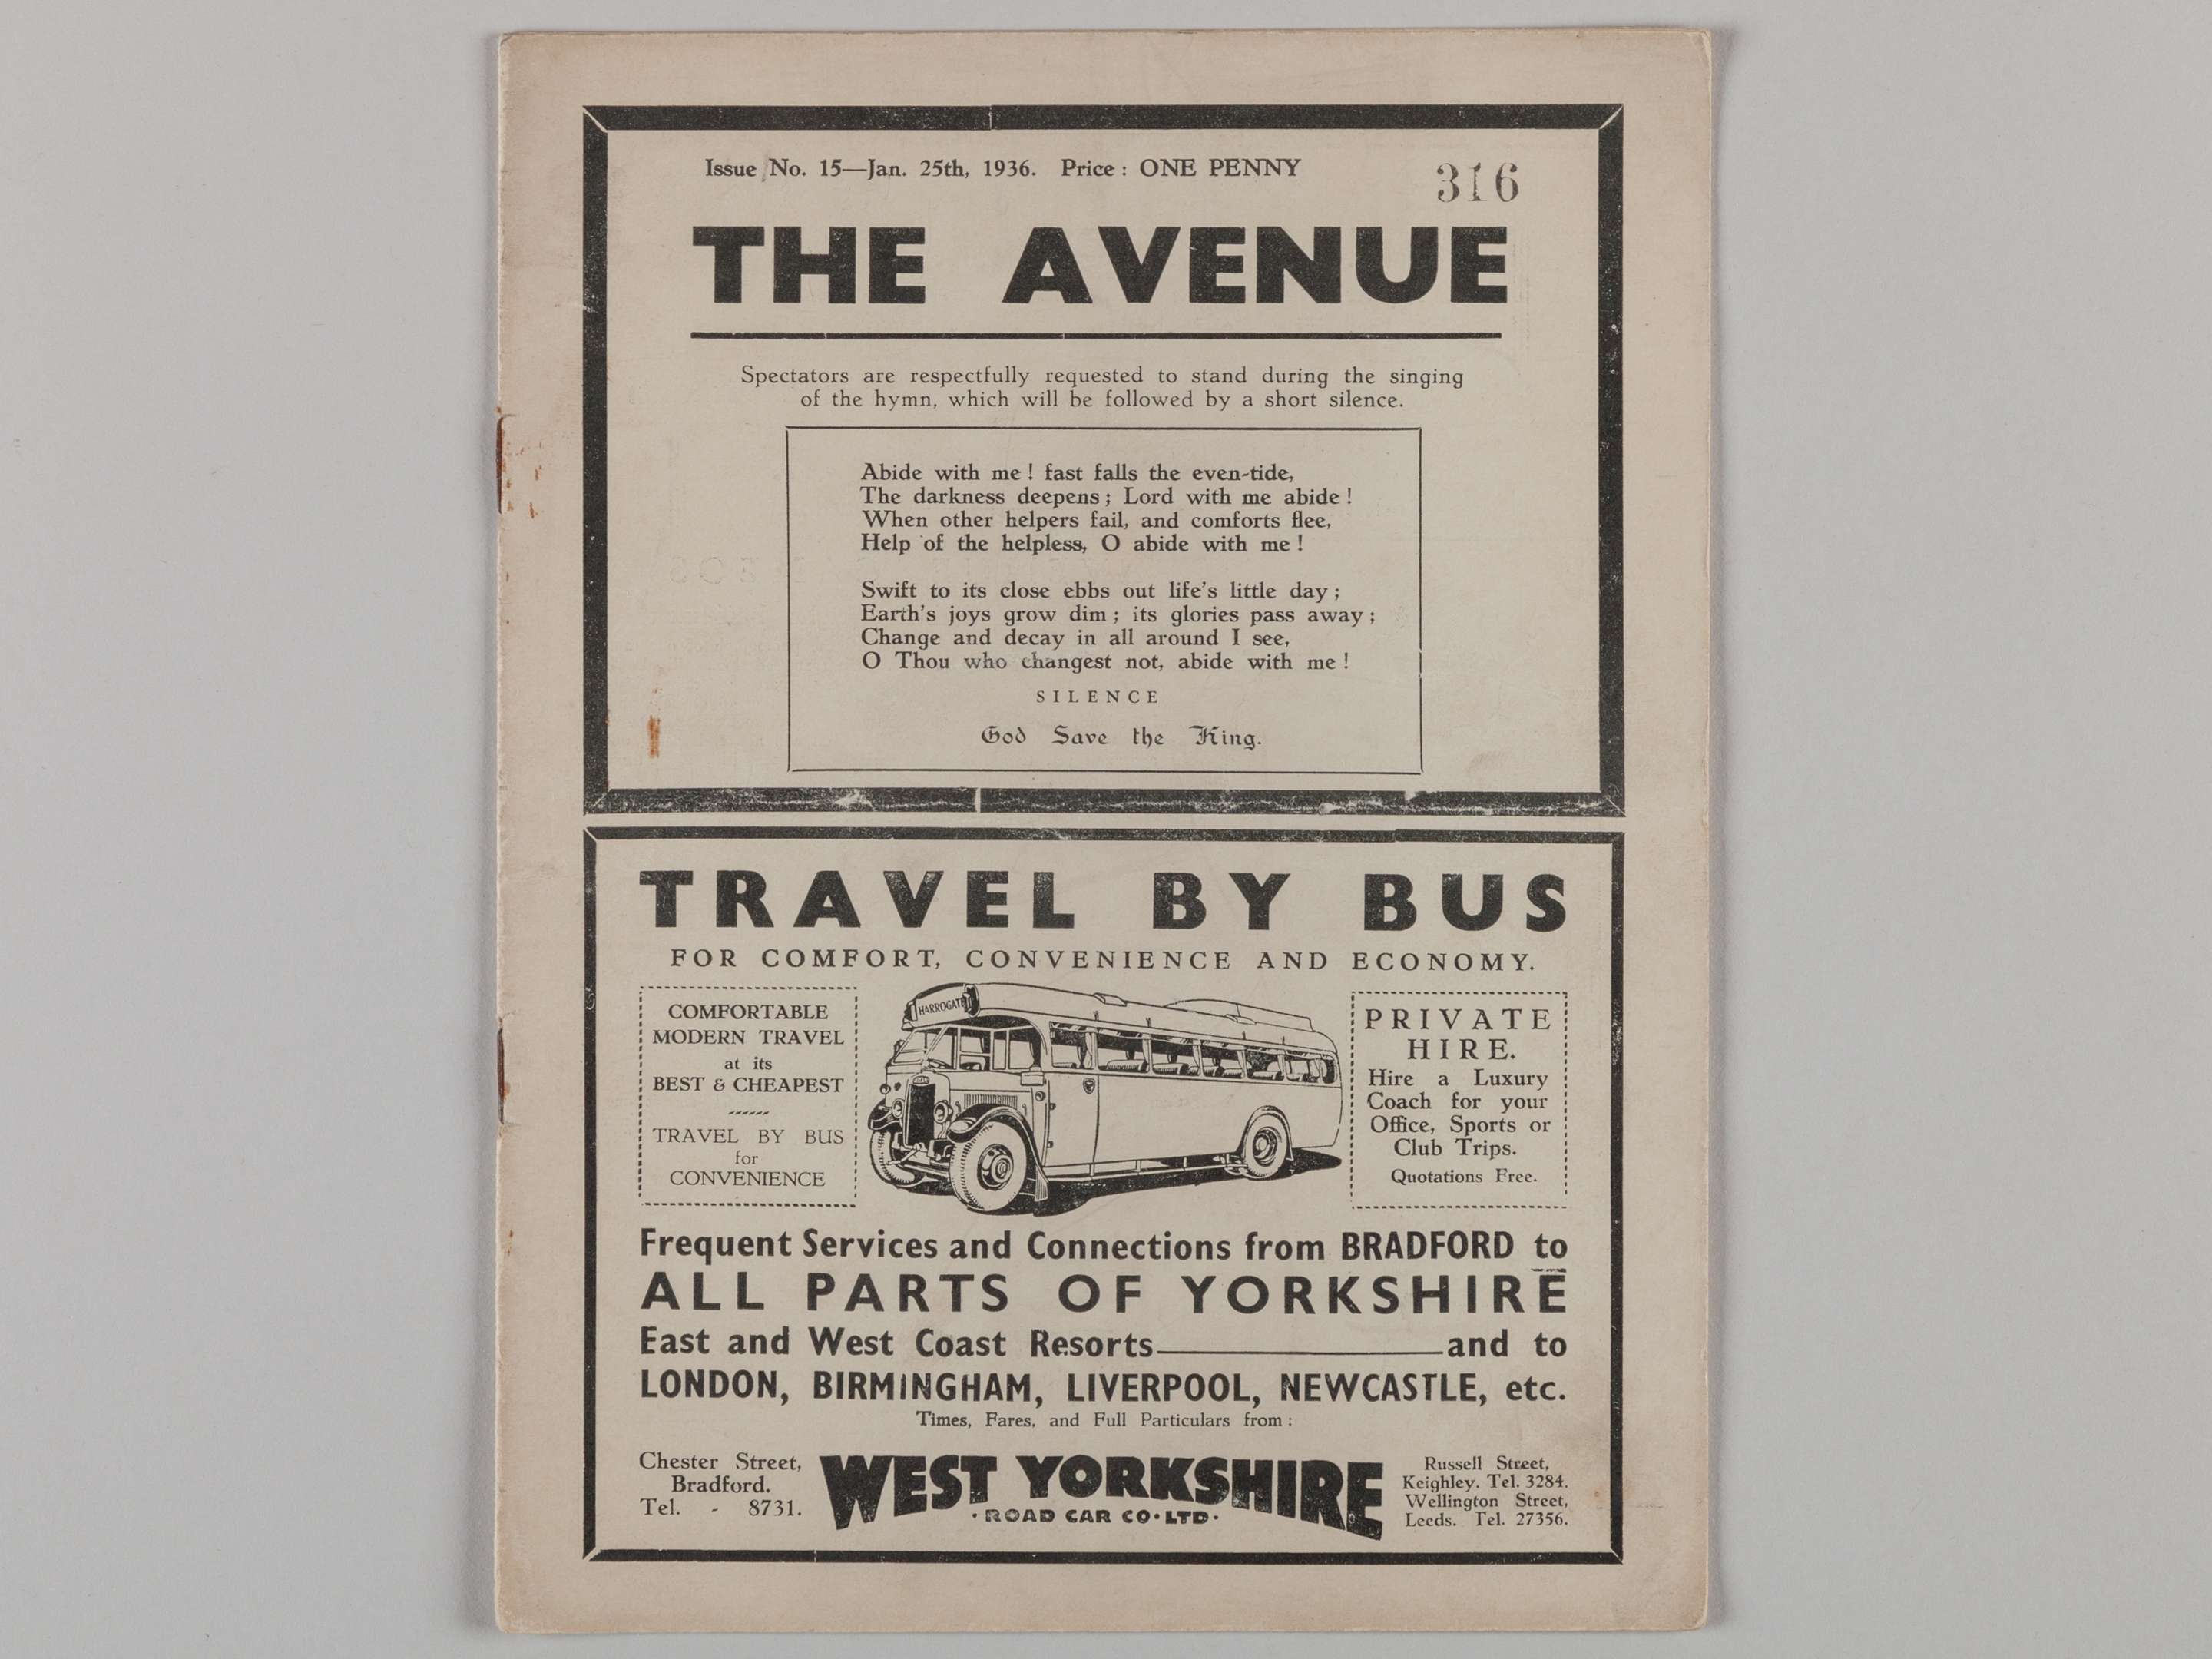 Issue No. 15—Jan. 25th, 1936. Price : ONE PENNY
316
THE AVENUE
Spectators are respectfully requested to stand during the singing
of the hymn, which will be followed by a short silence.
Abide with me ! fast falls the even-tide,
The darkness deepens ; Lord with me abide !
When other helpers fail, and comforts flee,
Help of the helpless, O abide with me !
Swift to its close ebbs out life's little day ;
Earth's joys grow dim ; its glories pass away ;
Change and decay in all around I see,
O Thou who changest not, abide with me !
SILENCE
God Save the King.
TRAVEL BY BUS
FOR COMFORT, CONVENIENCE AND ECONOMY.
COMFORTABLE
MODERN TRAVEL
at its
BEST & CHEAPEST
TRAVEL BY BUS
for
CONVENIENCE
HARROGATE
PRIVATE
HIRE.
Hire a Luxury
Coach for your
Office, Sports or
Club Trips.
Quotations Free.
Frequent Services and Connections from BRADFORD to
ALL PARTS OF YORKSHIRE
East and West Coast Resorts———and to
LONDON, BIRMINGHAM, LIVERPOOL, NEWCASTLE, etc.
Times, Fares, and Full Particulars from :
Chester Street,
Bradford.
Tel. - 8731.
WEST YORKSHIRE
· ROAD CAR CO · LTD ·
Russell Street,
Keighley. Tel. 3284.
Wellington Street,
Leeds. Tel. 27356.